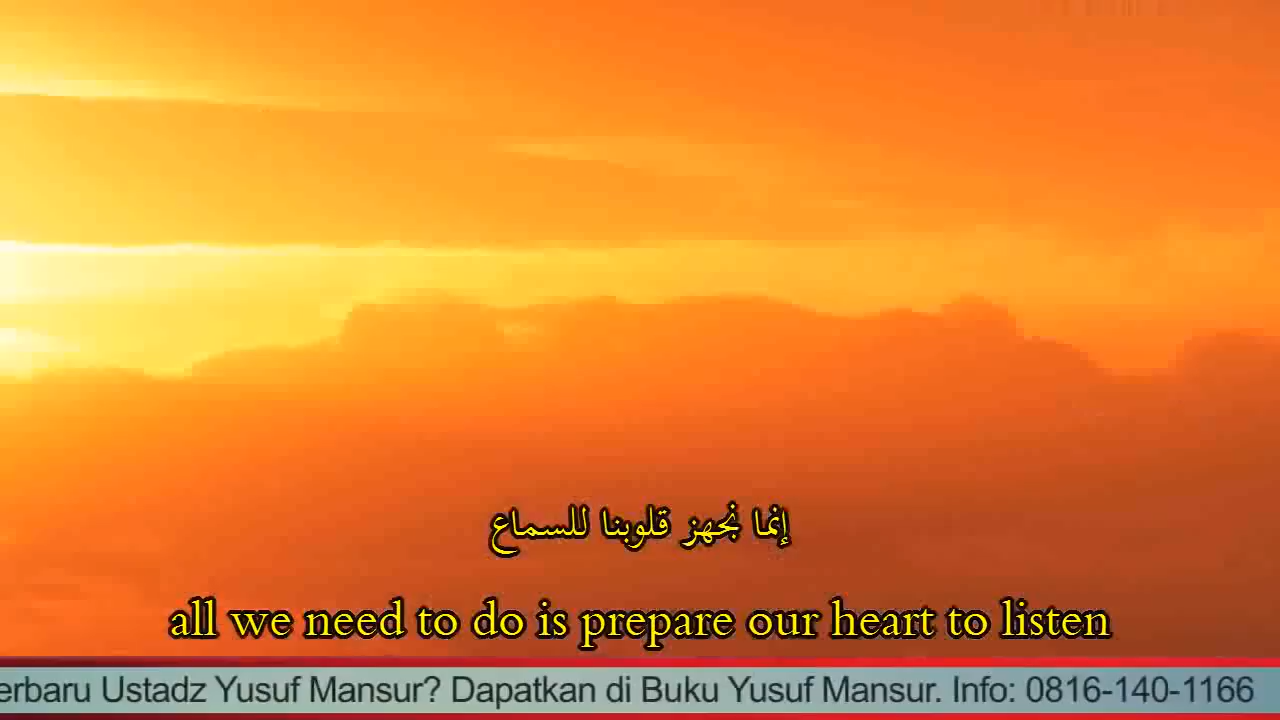 إنما نجهز قلوبنا للسماع
all we need to do is prepare our heart to listen
erbaru Ustadz Yusuf Mansur? Dapatkan di Buku Yusuf Mansur. Info: 0816-140-1166